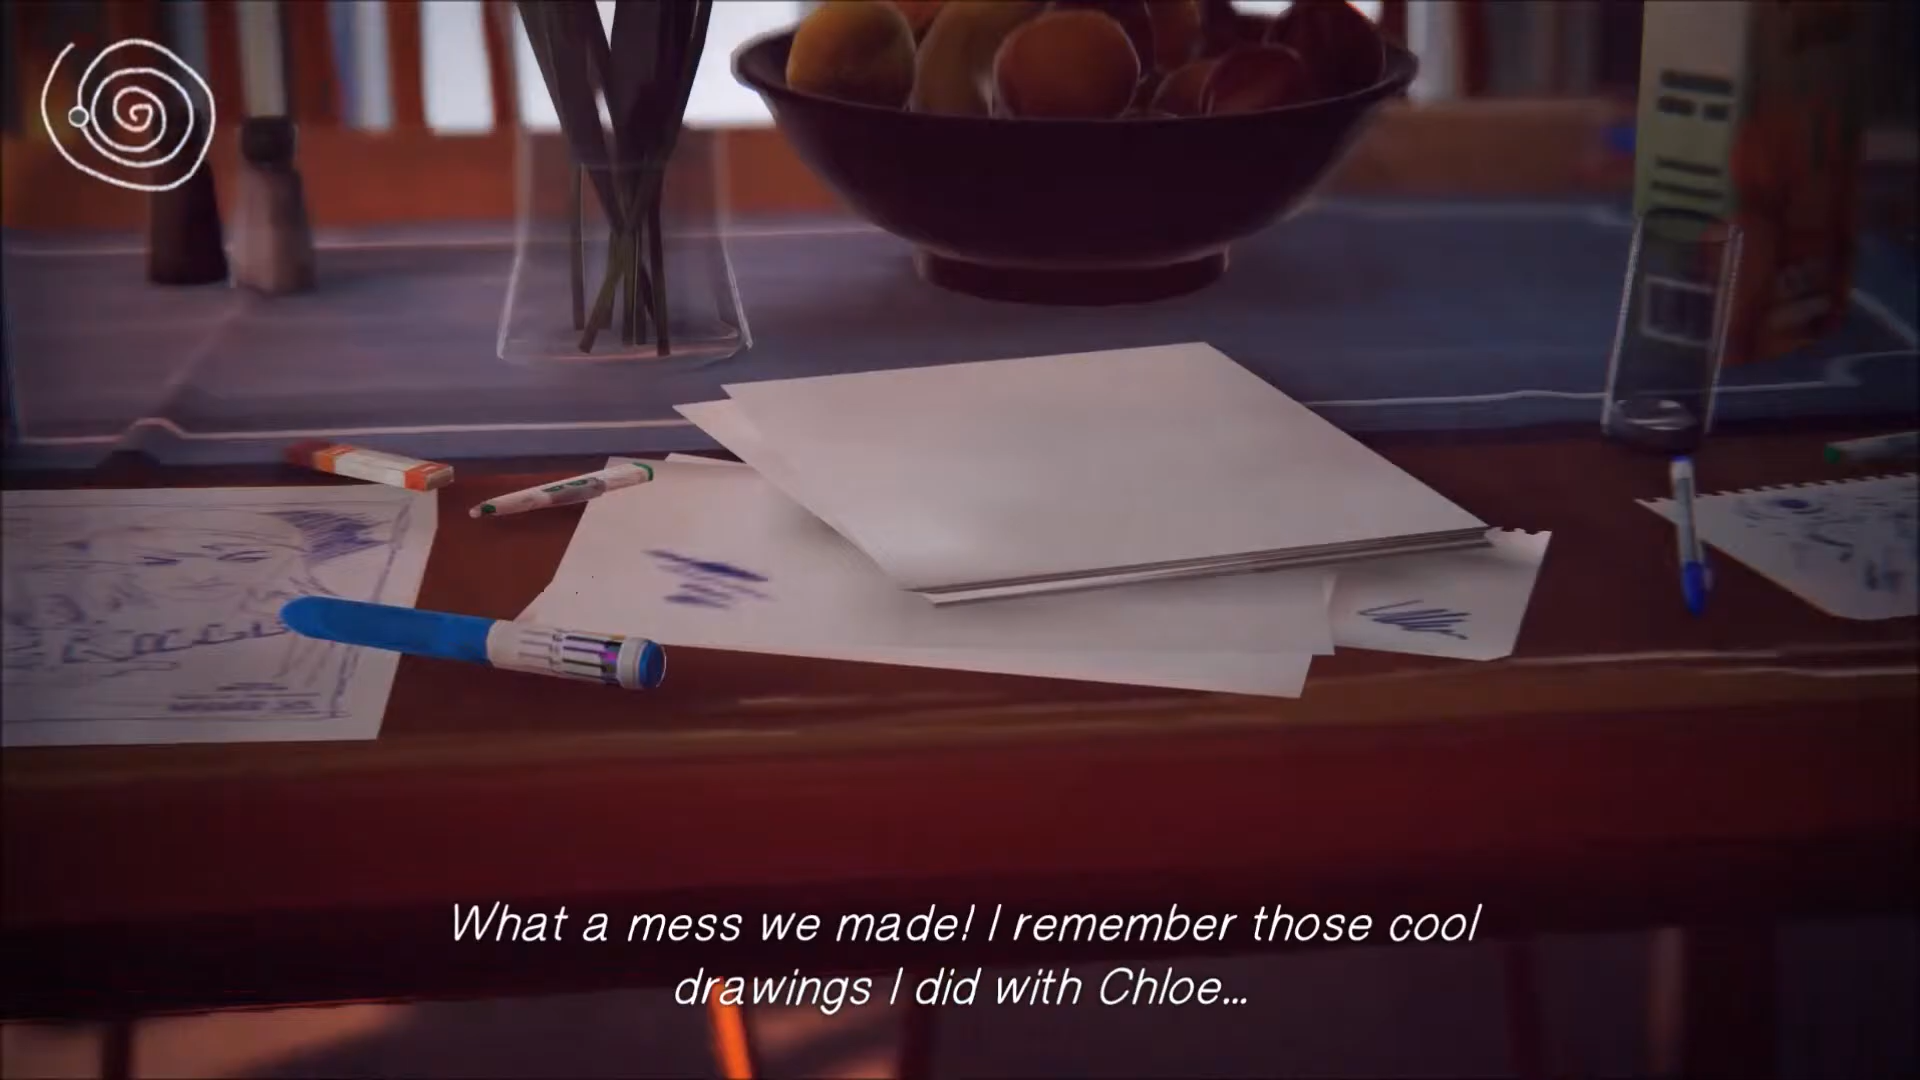 What a mess we made! I remember those cool
drawings I did with Chloe...